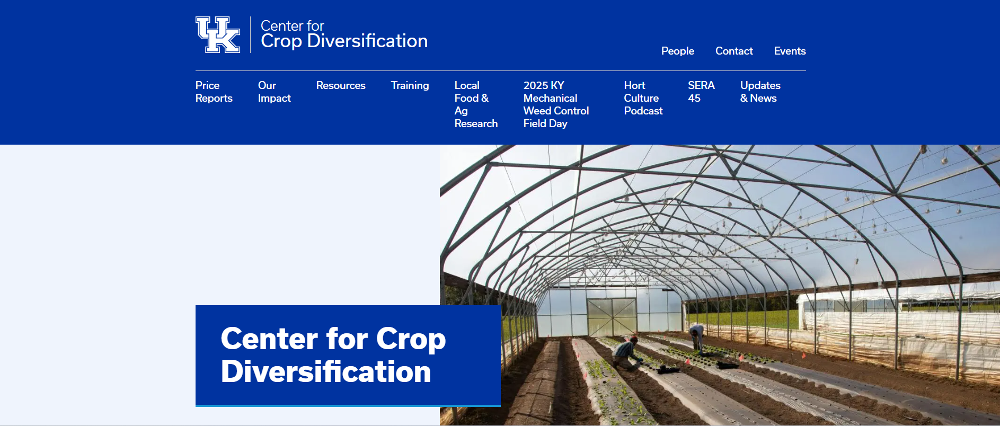 UK
Center for
Crop Diversification
People
Contact
Events
Price
Reports
Our
Impact
Resources
Training
Local
Food &
Ag
Research
2025 KY
Mechanical
Weed Control
Field Day
Hort
Culture
Podcast
SERA
45
Updates
& News
Center for Crop
Diversification